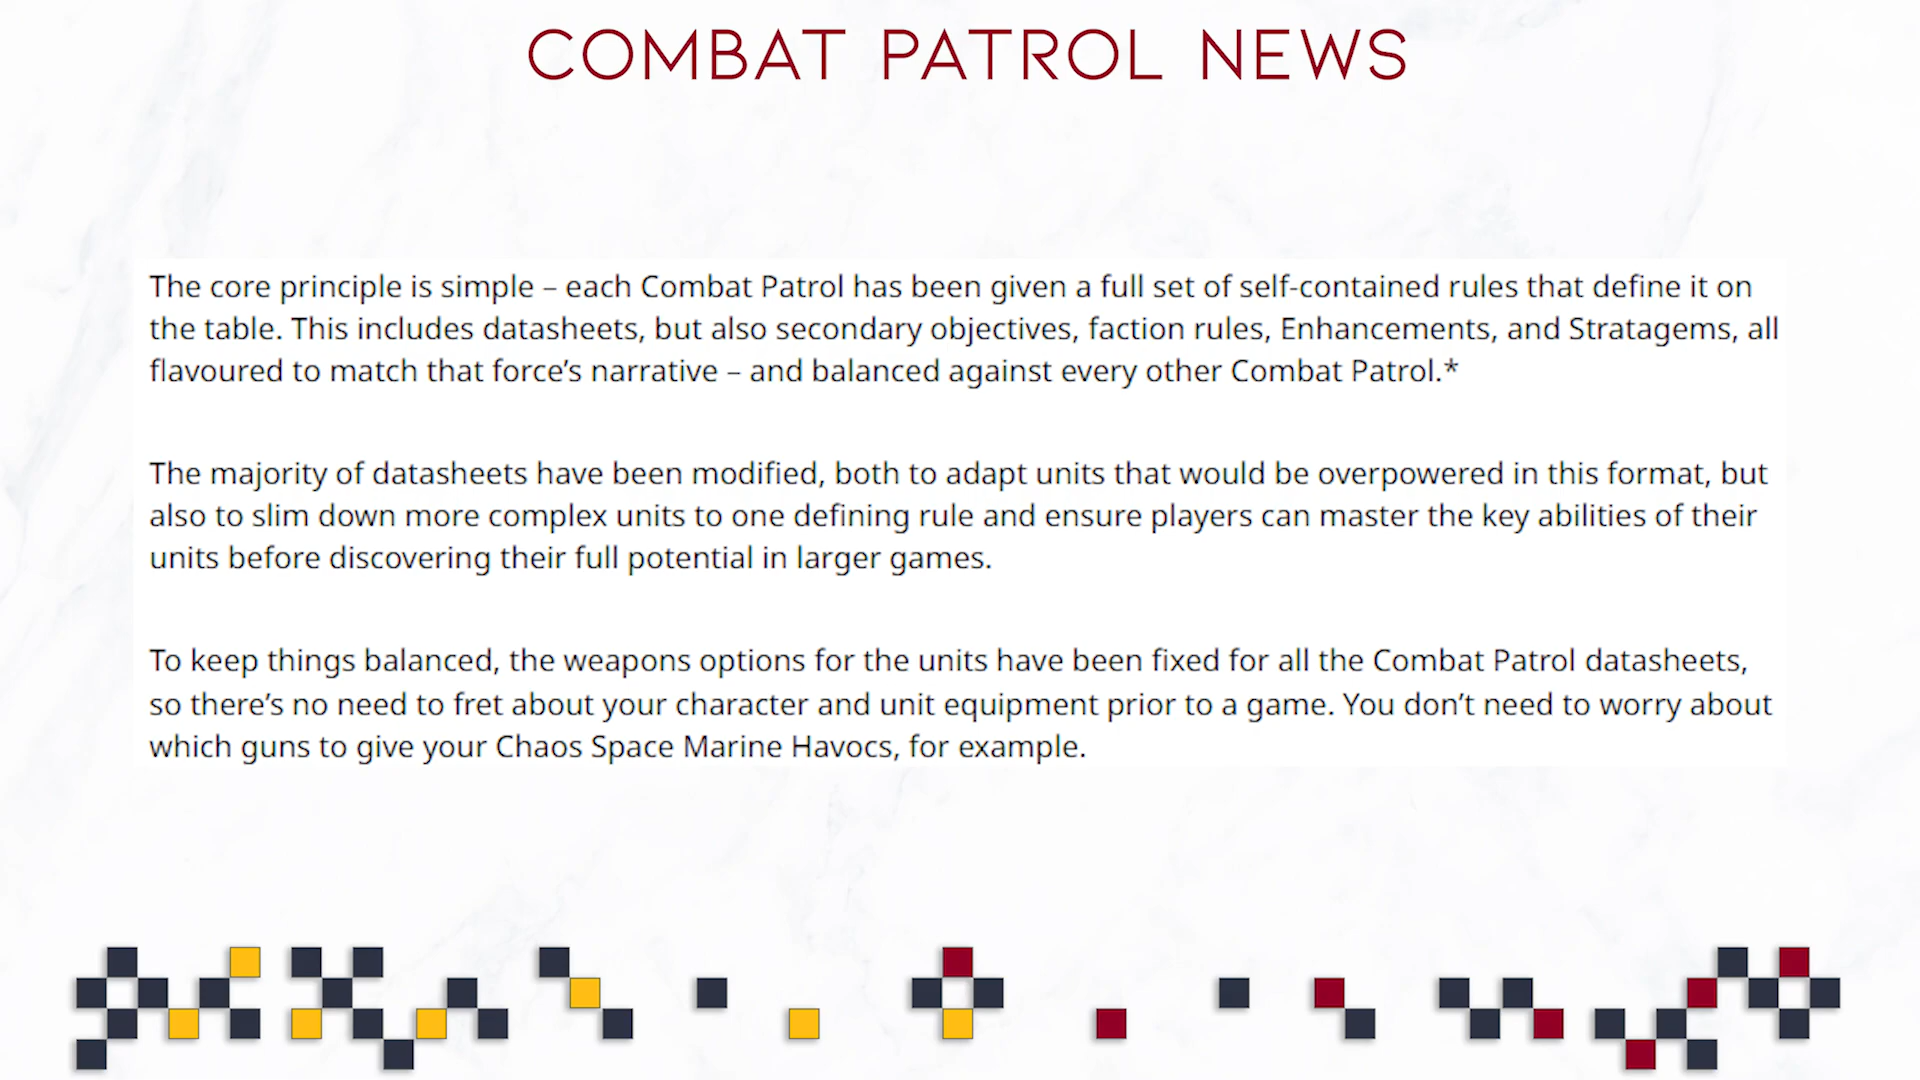 COMBAT PATROL NEWS
The core principle is simple – each Combat Patrol has been given a full set of self-contained rules that define it on
the table. This includes datasheets, but also secondary objectives, faction rules, Enhancements, and Stratagems, all
flavoured to match that force’s narrative – and balanced against every other Combat Patrol.*
The majority of datasheets have been modified, both to adapt units that would be overpowered in this format, but
also to slim down more complex units to one defining rule and ensure players can master the key abilities of their
units before discovering their full potential in larger games.
To keep things balanced, the weapons options for the units have been fixed for all the Combat Patrol datasheets,
so there’s no need to fret about your character and unit equipment prior to a game. You don’t need to worry about
which guns to give your Chaos Space Marine Havocs, for example.